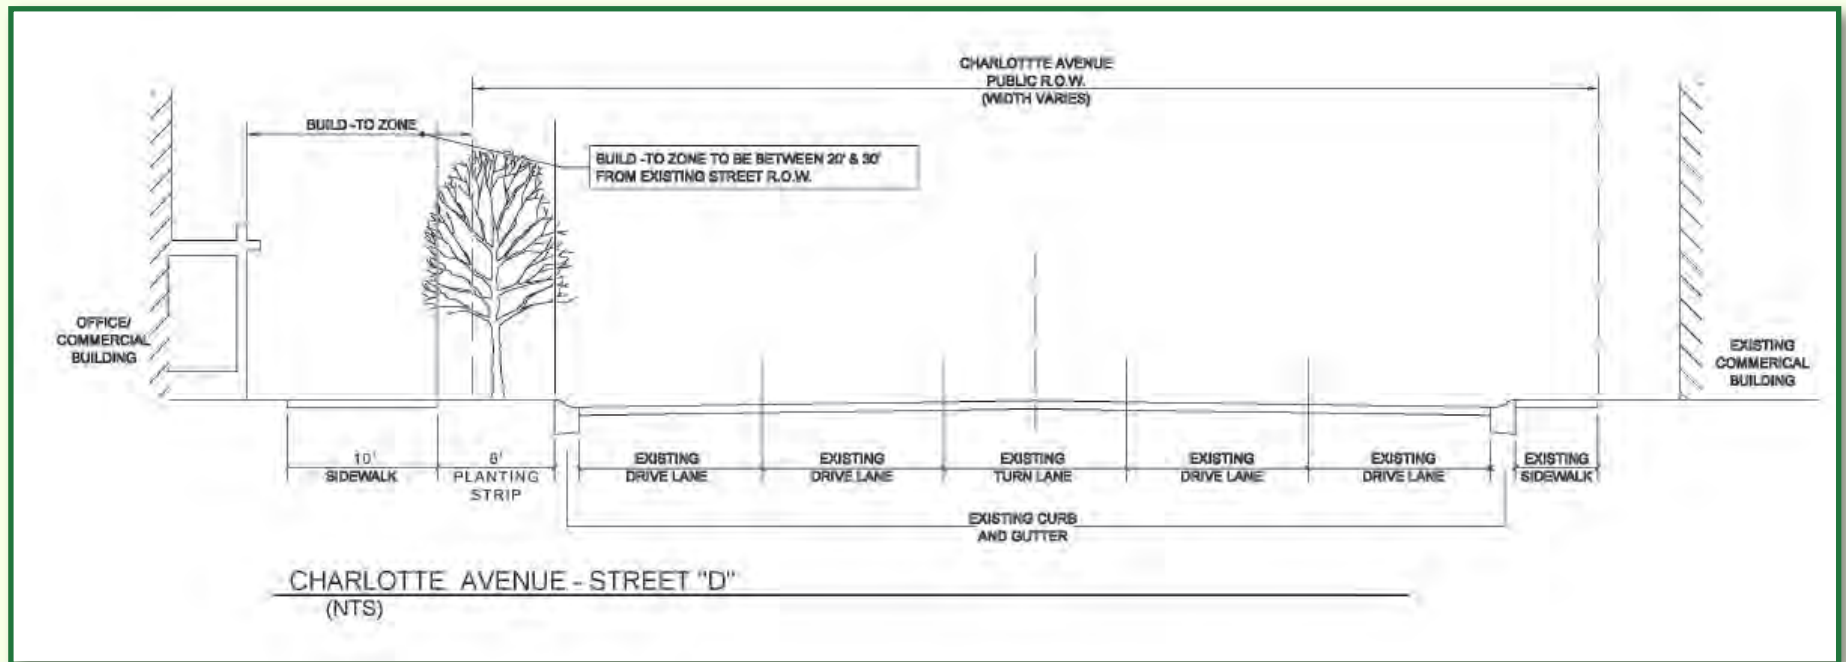 CHARLOTTTE AVENUE
PUBLIC R.O.W.
(WIDTH VARIES)
BUILD -TO ZONE
BUILD -TO ZONE TO BE BETWEEN 20' & 30'
FROM EXISTING STREET R.O.W.
OFFICE/
COMMERCIAL
BUILDING
EXISTING
COMMERICAL
BUILDING
10'
SIDEWALK
8'
PLANTING
STRIP
EXISTING
DRIVE LANE
EXISTING
DRIVE LANE
EXISTING
TURN LANE
EXISTING
DRIVE LANE
EXISTING
DRIVE LANE
EXISTING
SIDEWALK
EXISTING CURB
AND GUTTER
CHARLOTTE AVENUE - STREET "D"
(NTS)